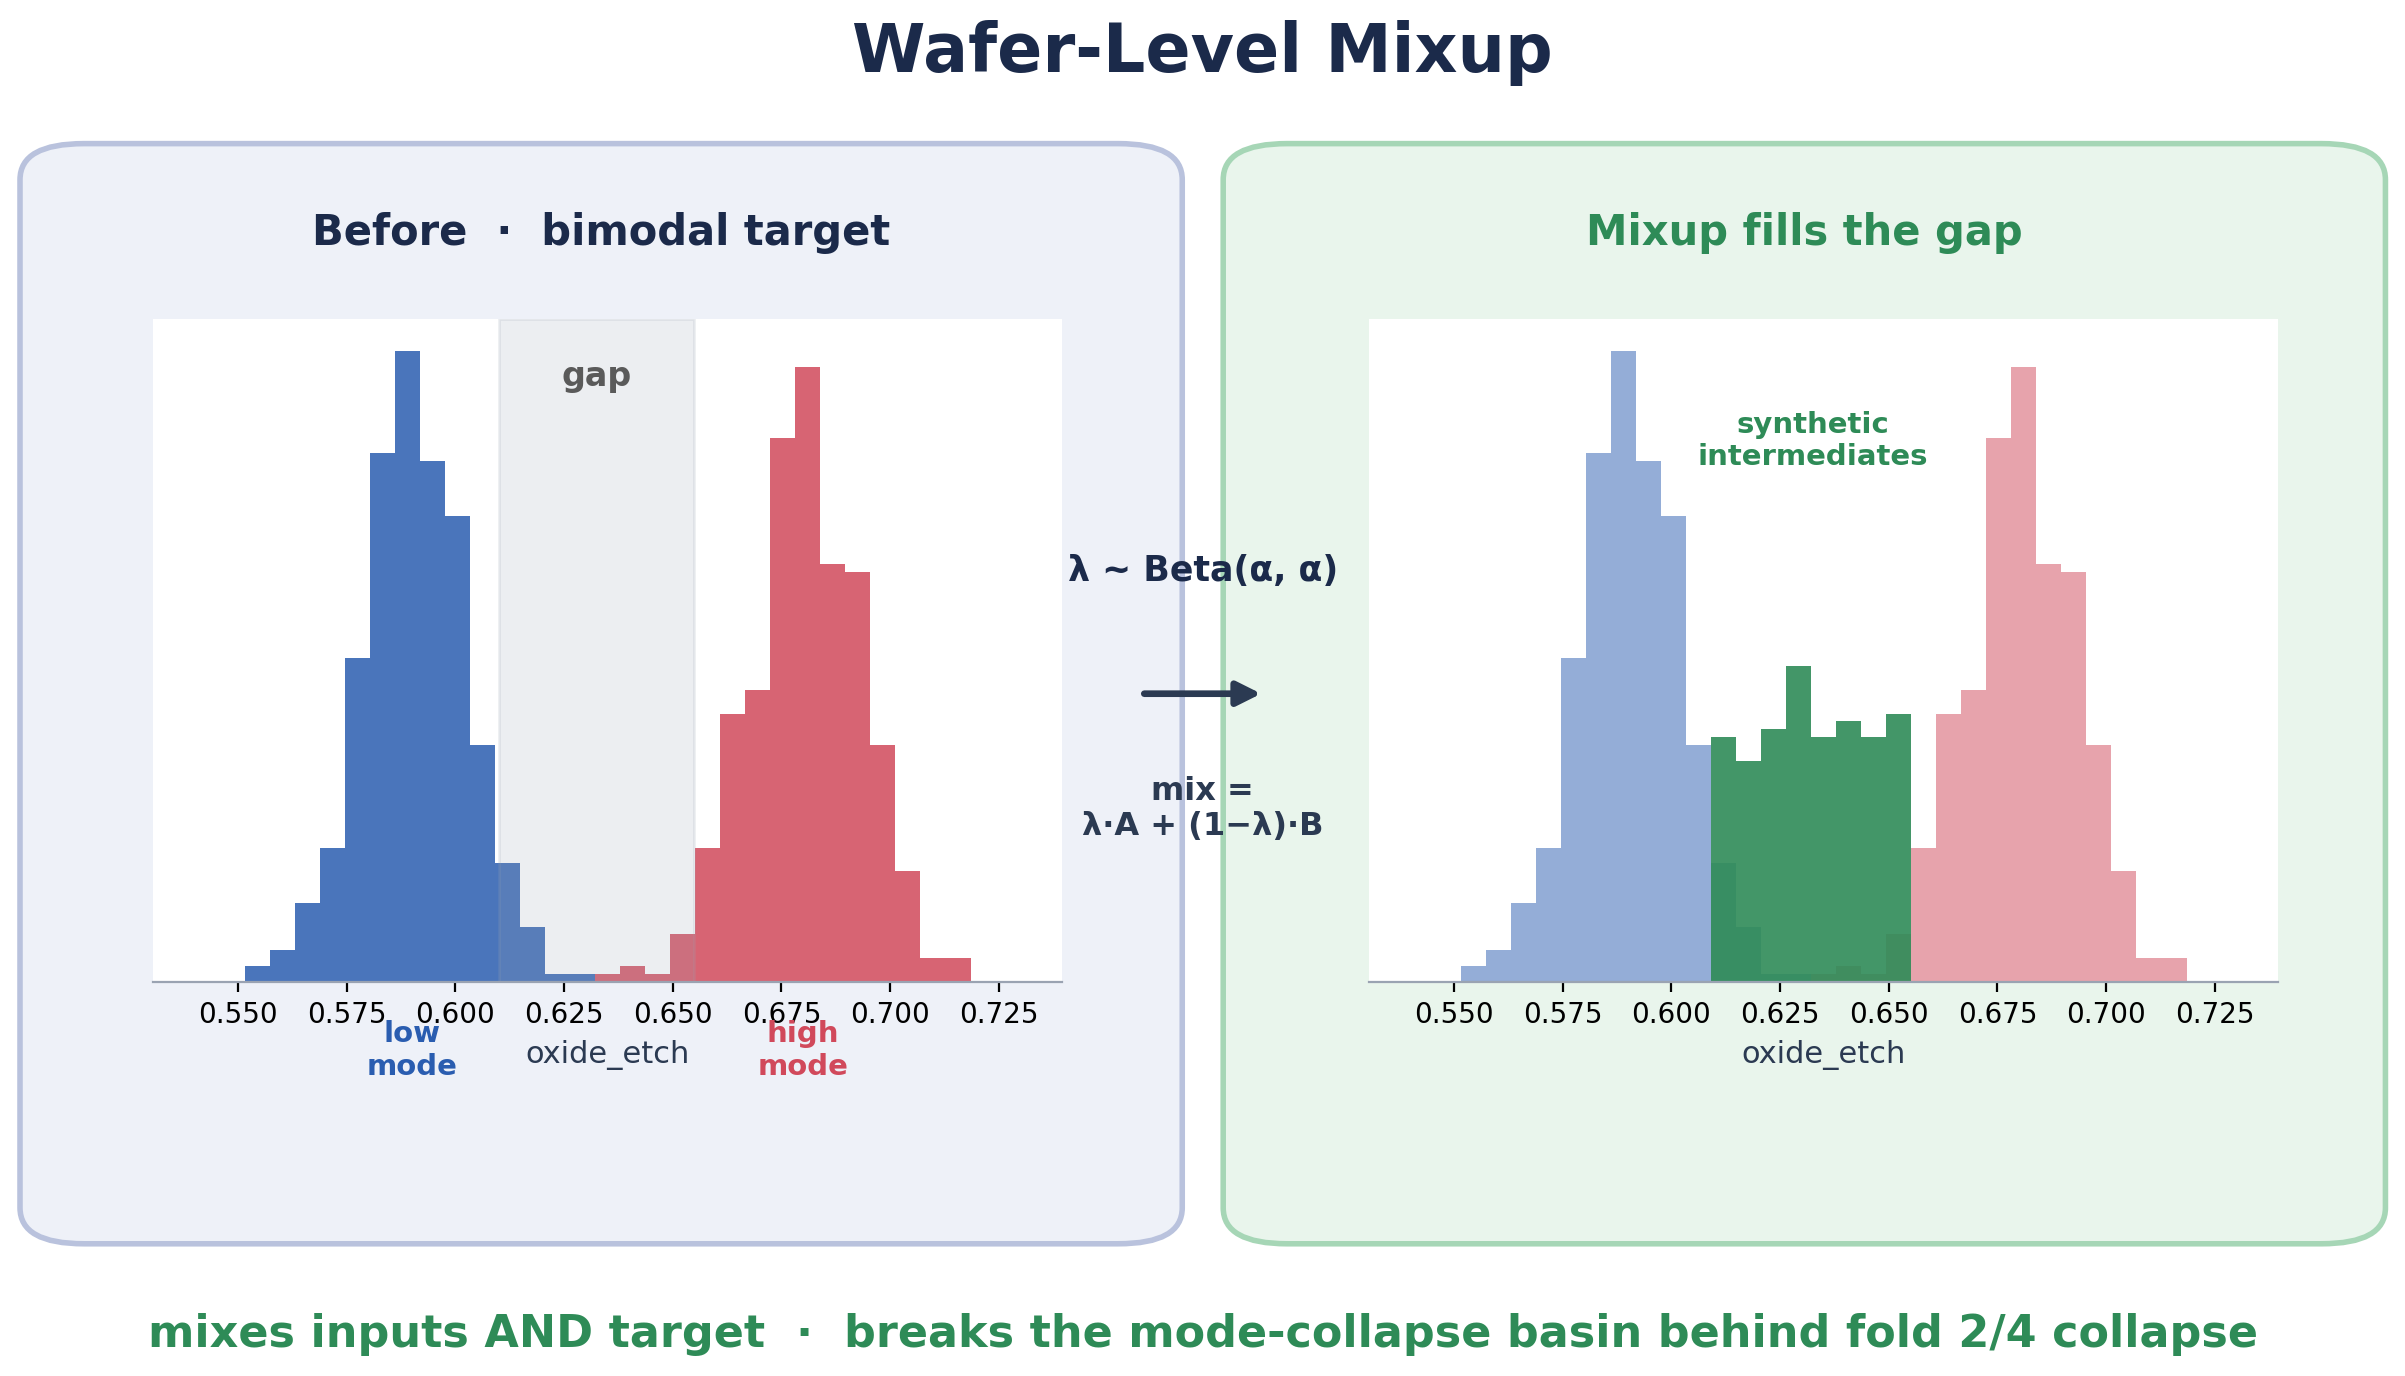 Wafer-Level Mixup
Before · bimodal target
gap
0.550 0.575 0.600 0.625 0.650 0.675 0.700 0.725
low
mode
oxide_etch
high
mode
λ ~ Beta(α, α)
mix =
λ·A + (1−λ)·B
Mixup fills the gap
synthetic
intermediates
0.550 0.575 0.600 0.625 0.650 0.675 0.700 0.725
oxide_etch
mixes inputs AND target · breaks the mode-collapse basin behind fold 2/4 collapse